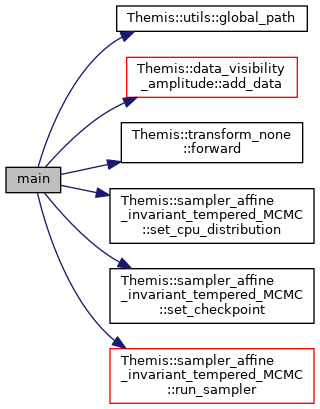 Themis::utils::global_path
Themis::data_visibility
_amplitude::add_data
Themis::transform_none
::forward
main
Themis::sampler_affine
_invariant_tempered_MCMC
::set_cpu_distribution
Themis::sampler_affine
_invariant_tempered_MCMC
::set_checkpoint
Themis::sampler_affine
_invariant_tempered_MCMC
::run_sampler